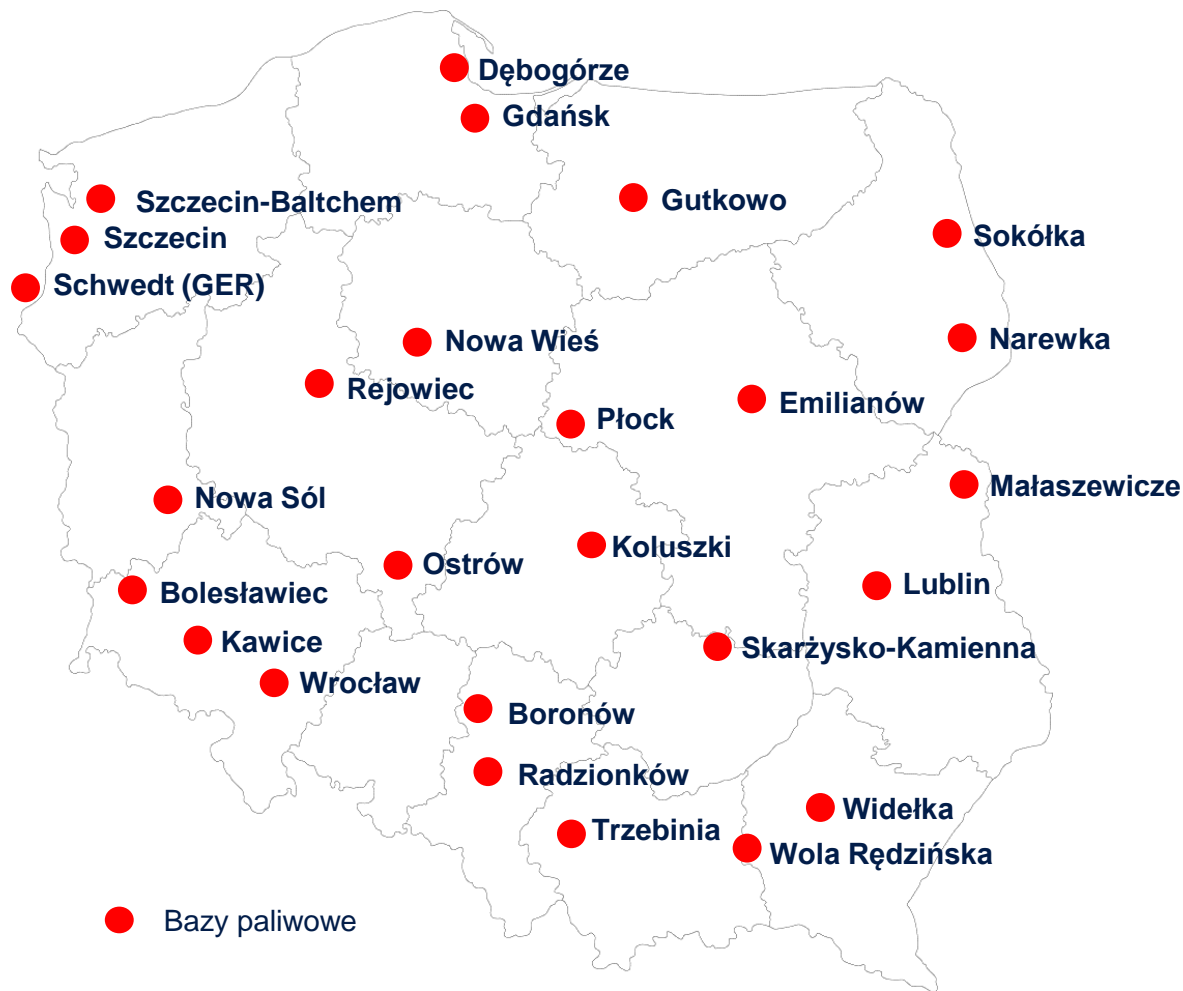 Dębogórze
Gdańsk
Szczecin-Baltchem
Gutkowo
Szczecin
Sokółka
Schwedt (GER)
Nowa Wieś
Narewka
Rejowiec
Emilianów
Płock
Małaszewicze
Nowa Sól
Koluszki
Ostrów
Lublin
Bolesławiec
Kawice
Skarżysko-Kamienna
Wrocław
Boronów
Radzionków
Widełka
Trzebinia
Wola Rędzińska
Bazy paliwowe